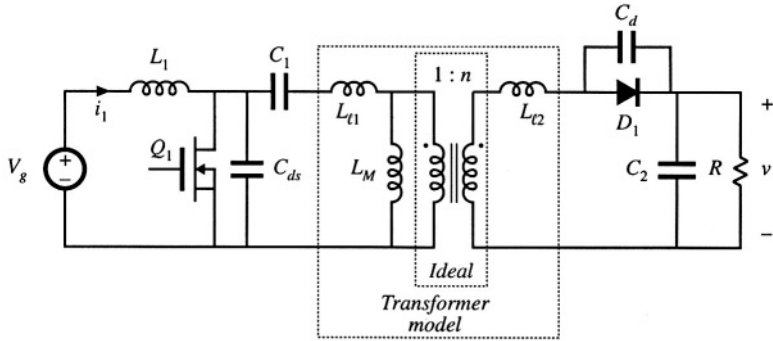 C_d
L_1
C_1
1 : n
i_1
L_ℓ1
L_ℓ2
D_1
+
V_g
+
−
Q_1
C_ds
L_M
C_2
R
v
−
Ideal
Transformer
model